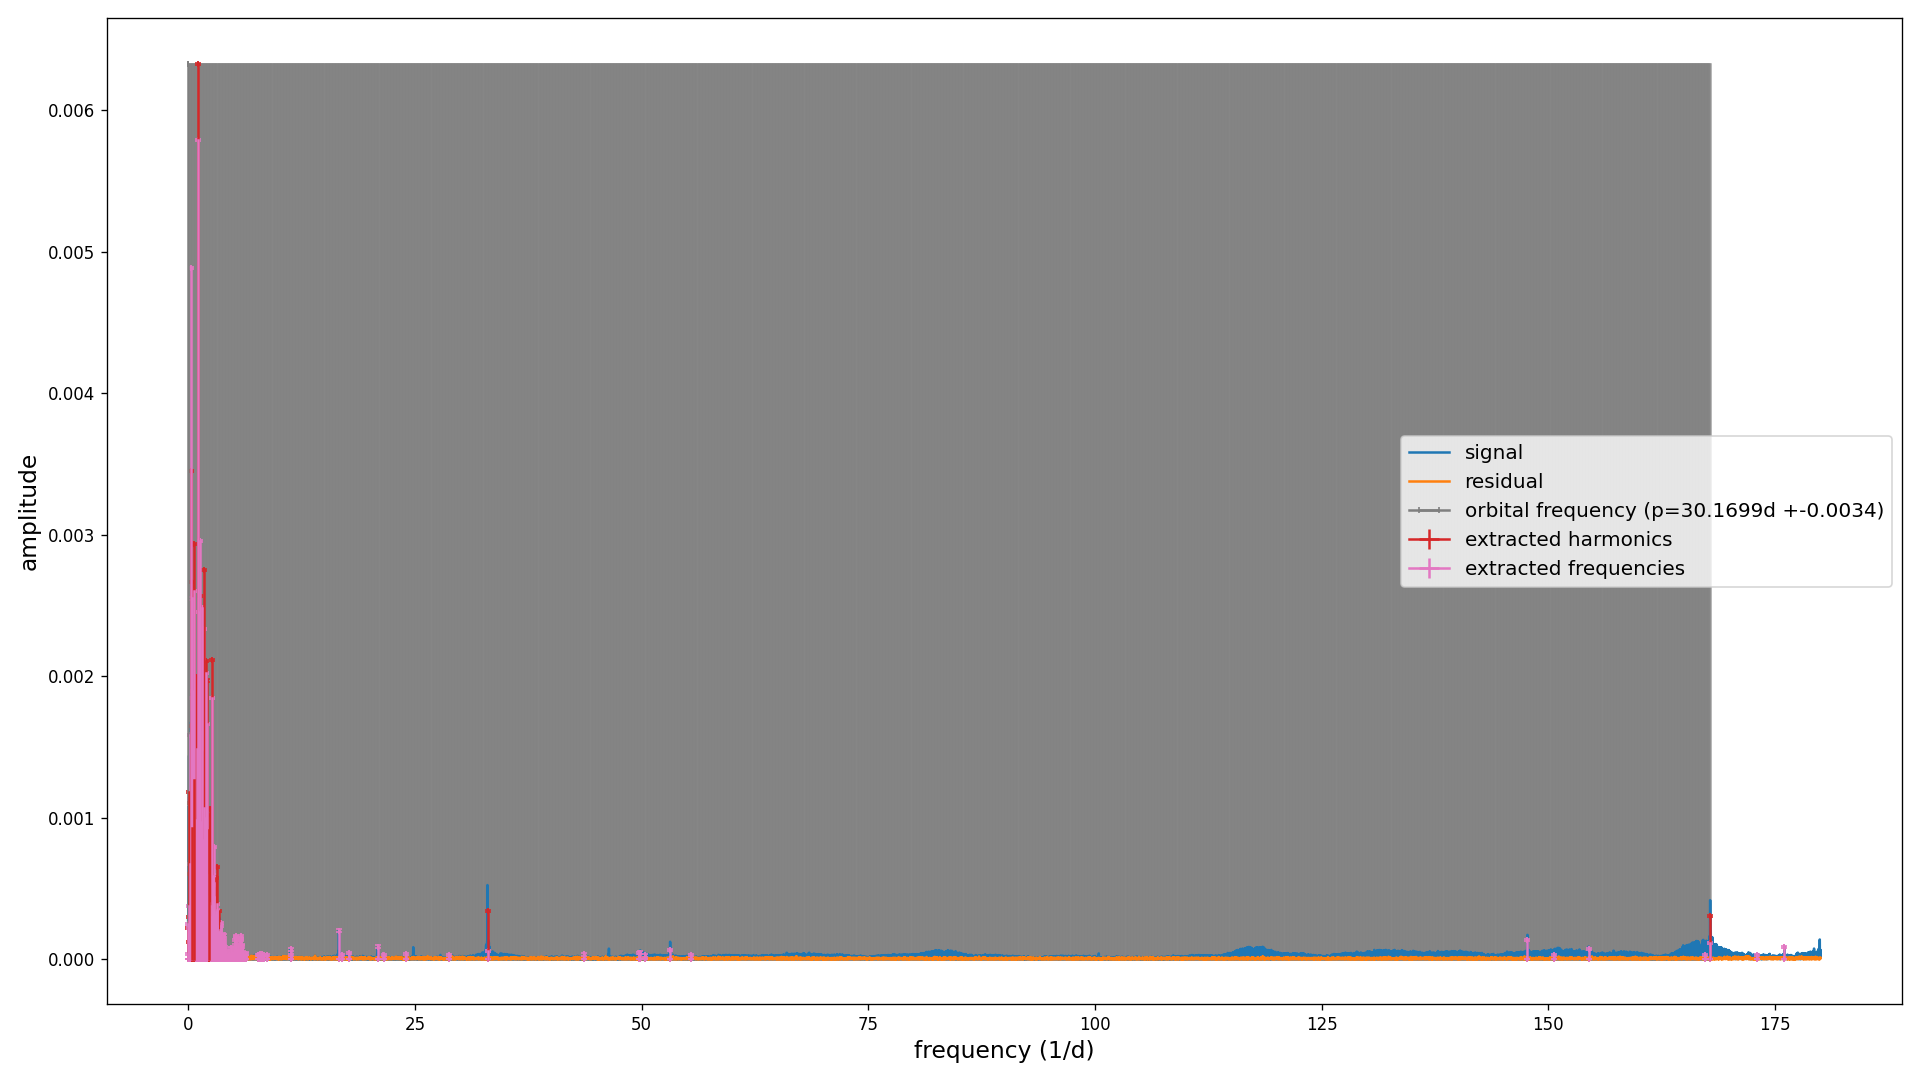 0.006
0.005
0.004
0.003
0.002
0.001
0.000
amplitude
0 25 50 75 100 125 150 175
frequency (1/d)
signal
residual
orbital frequency (p=30.1699d +-0.0034)
extracted harmonics
extracted frequencies